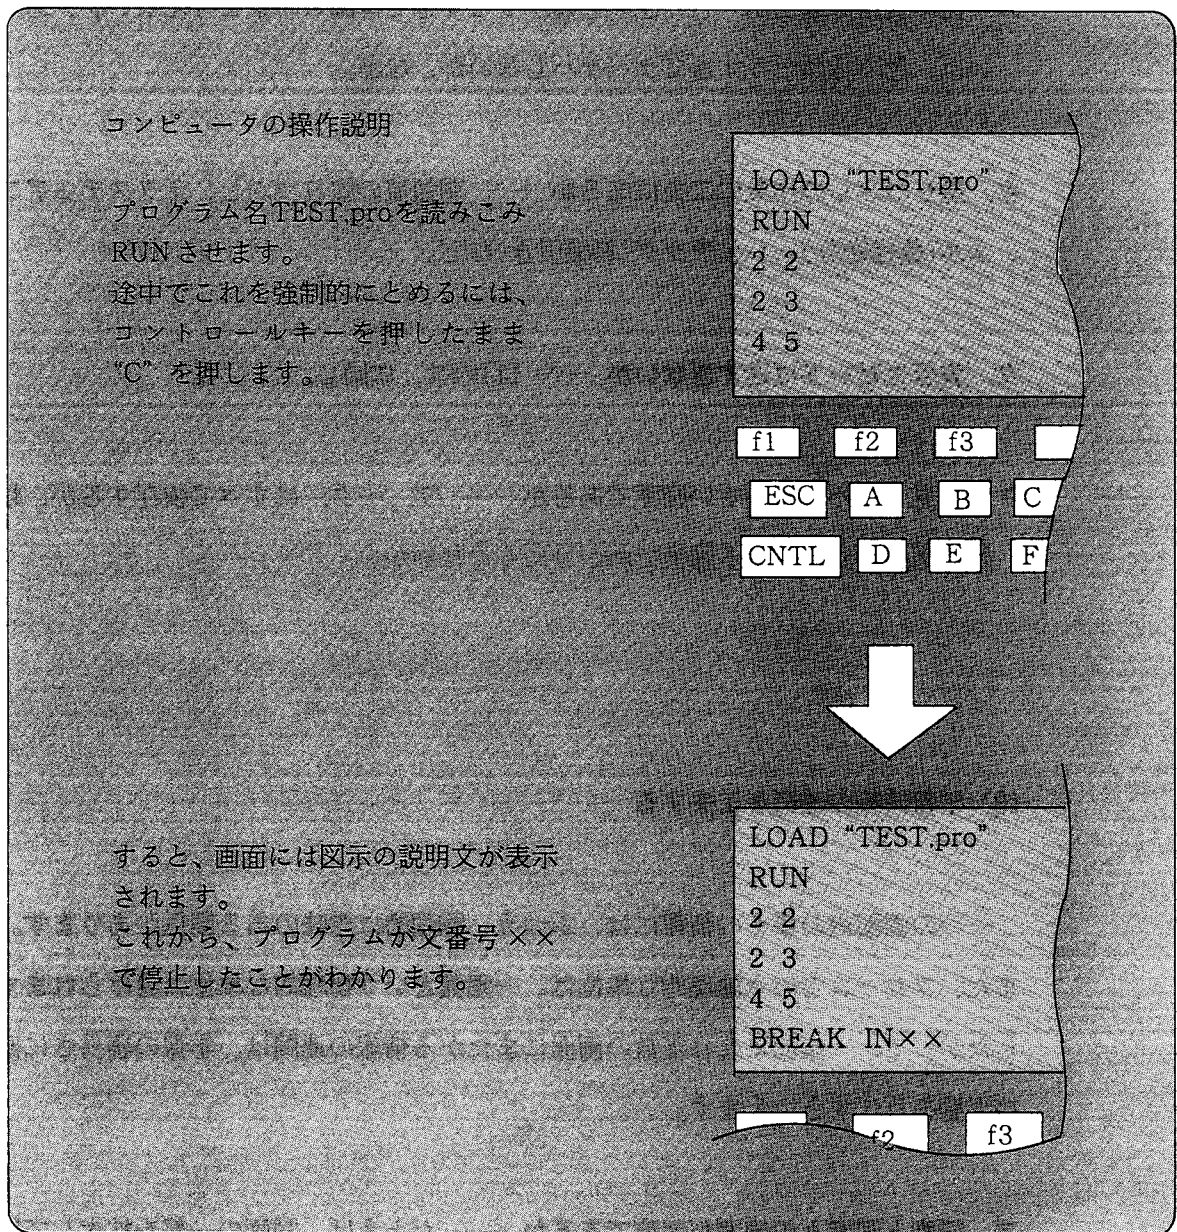 コンピュータの操作説明
プログラム名TEST.proを読みこみ
RUNさせます。
途中でこれを強制的にとめるには、
コントロールキーを押したまま
“C”を押します。
LOAD “TEST.pro”
RUN
2 2
2 3
4 5
f1 f2 f3
ESC A B C
CNTL D E F
すると、画面には図示の説明文が表示
されます。
これから、プログラムが文番号××
で停止したことがわかります。
LOAD “TEST.pro”
RUN
2 2
2 3
4 5
BREAK IN××
f2 f3